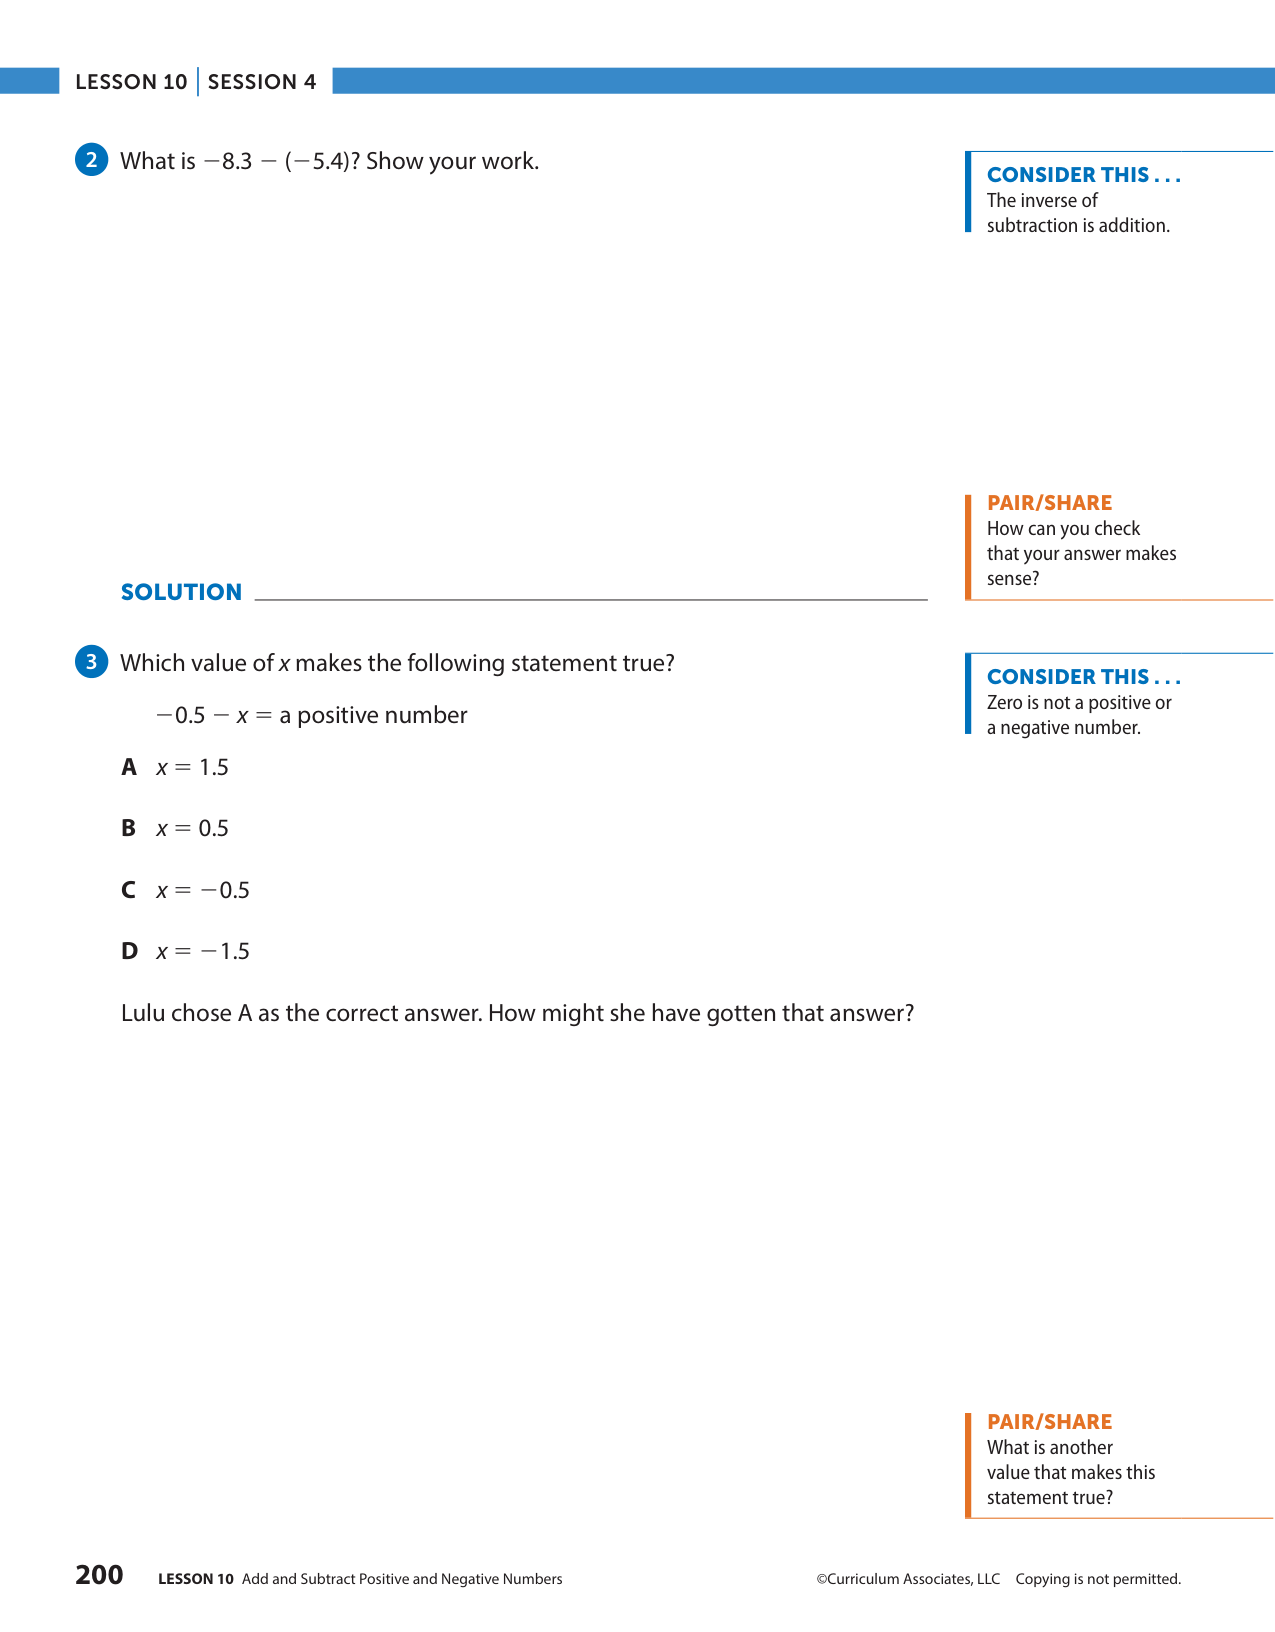 LESSON 10 | SESSION 4
2 What is −8.3 − (−5.4)? Show your work.
CONSIDER THIS . . .
The inverse of
subtraction is addition.
PAIR/SHARE
How can you check
that your answer makes
sense?
SOLUTION
3 Which value of x makes the following statement true?
−0.5 − x = a positive number
A x = 1.5
B x = 0.5
C x = −0.5
D x = −1.5
Lulu chose A as the correct answer. How might she have gotten that answer?
CONSIDER THIS . . .
Zero is not a positive or
a negative number.
PAIR/SHARE
What is another
value that makes this
statement true?
200 LESSON 10 Add and Subtract Positive and Negative Numbers ©Curriculum Associates, LLC Copying is not permitted.